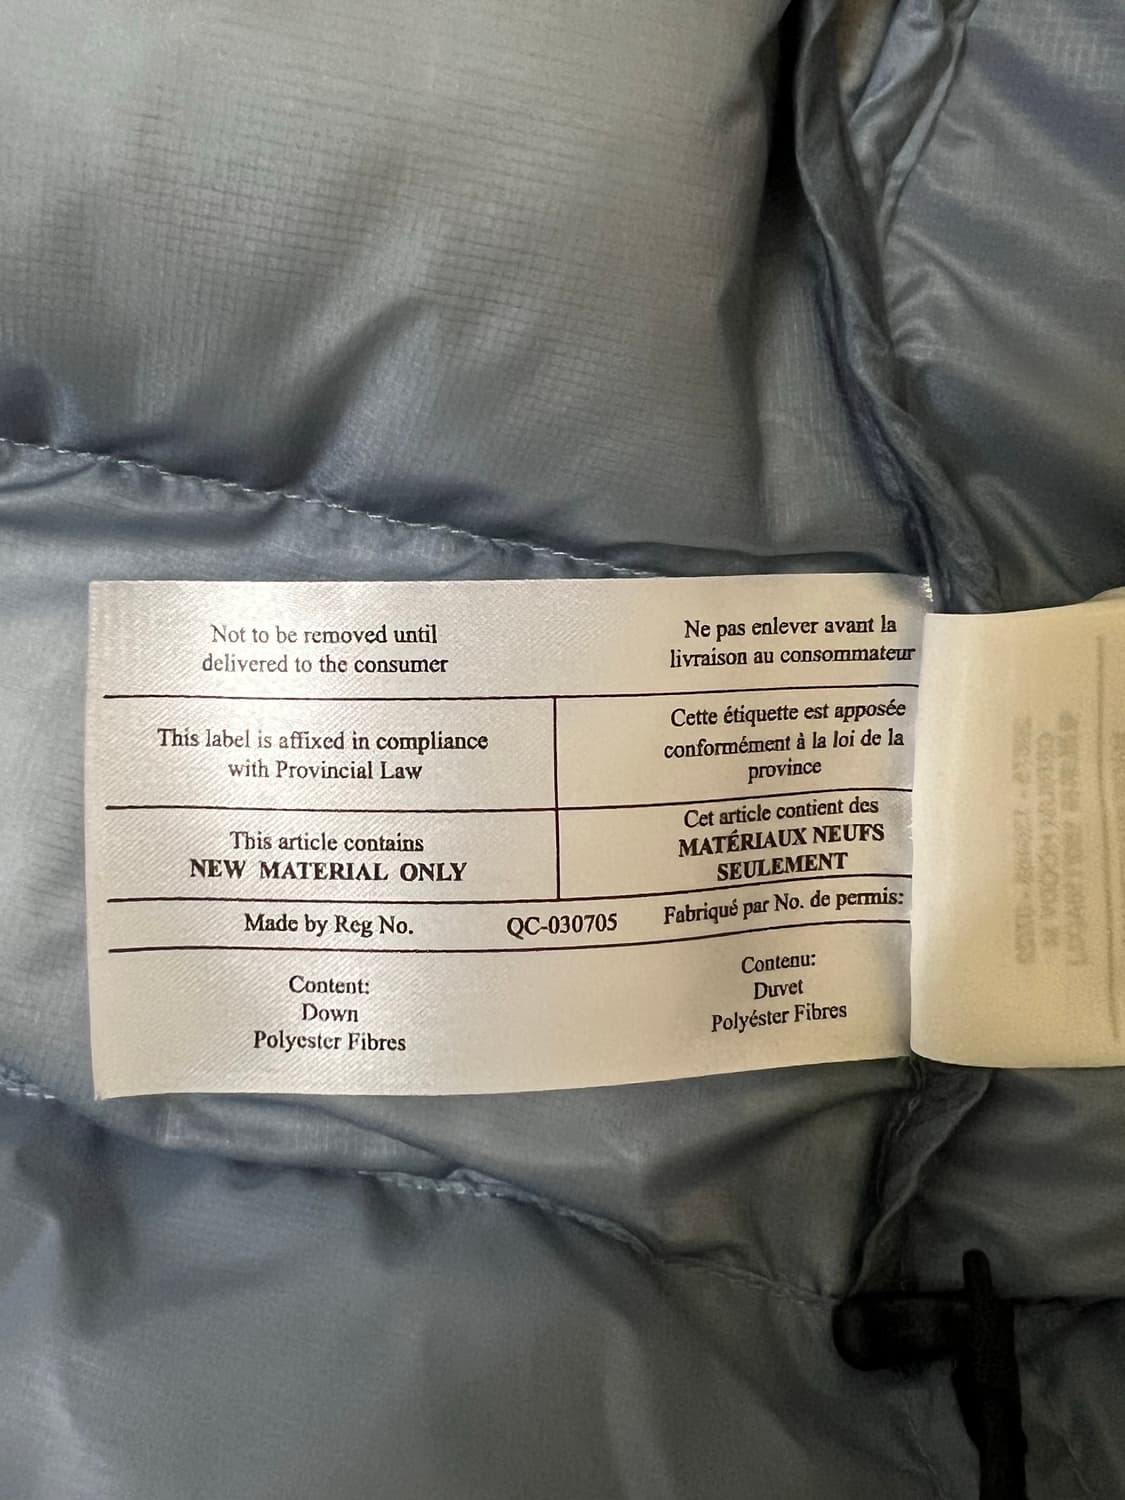 Not to be removed until
delivered to the consumer
Ne pas enlever avant la
livraison au consommateur
This label is affixed in compliance
with Provincial Law
Cette étiquette est apposée
conformément à la loi de la
province
This article contains
NEW MATERIAL ONLY
Cet article contient des
MATÉRIAUX NEUFS
SEULEMENT
Made by Reg No. QC-030705 Fabriqué par No. de permis:
Content:
Down
Polyester Fibres
Contenu:
Duvet
Polyéster Fibres